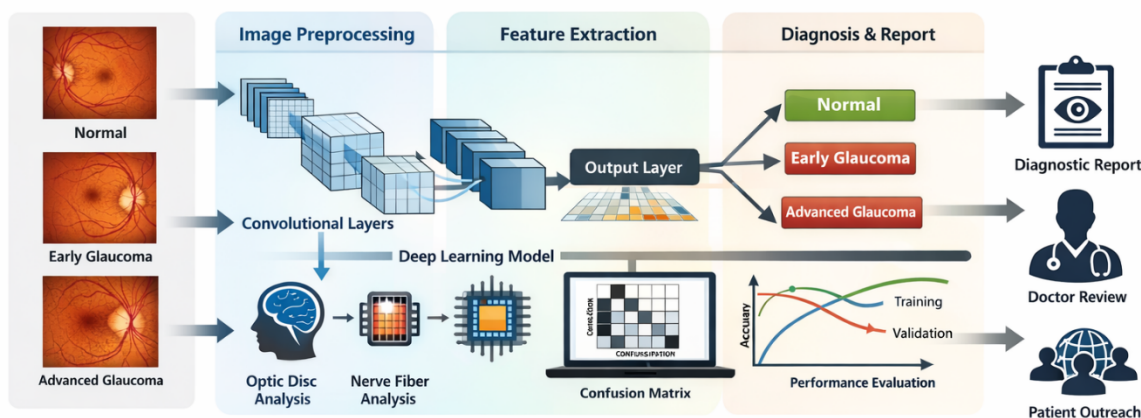 Image Preprocessing
Feature Extraction
Diagnosis & Report
Normal
Early Glaucoma
Advanced Glaucoma
Convolutional Layers
Output Layer
Normal
Early Glaucoma
Advanced Glaucoma
Deep Learning Model
Optic Disc
Analysis
Nerve Fiber
Analysis
Confusion Matrix
Training
Validation
Performance Evaluation
Diagnostic Report
Doctor Review
Patient Outreach